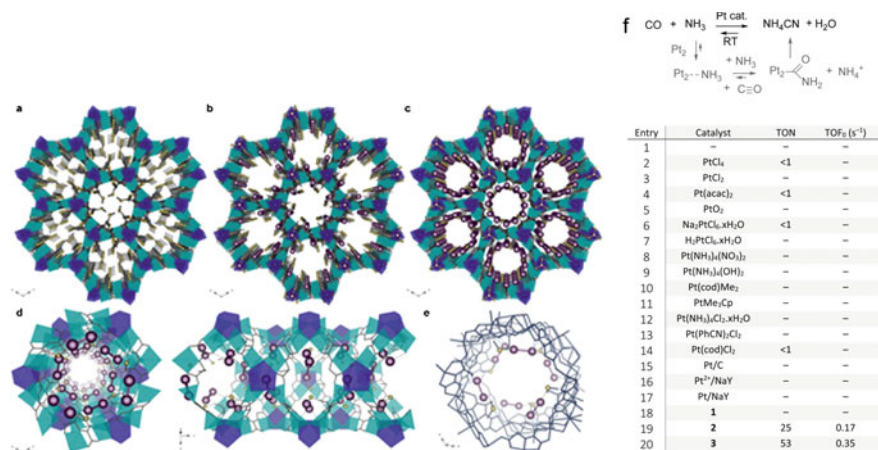 f
CO + NH₃ Pt cat. NH₄CN + H₂O
RT
Pt₂
Pt₂--NH₃ + NH₃ Pt₂ O NH₂ + NH₄⁺
+ C≡O
a b c
d e
Entry Catalyst TON TOF₀ (s⁻¹)
1 – – –
2 PtCl₄ <1 –
3 PtCl₂ – –
4 Pt(acac)₂ <1 –
5 PtO₂ – –
6 Na₂PtCl₆.xH₂O <1 –
7 H₂PtCl₆.xH₂O – –
8 Pt(NH₃)₄(NO₃)₂ – –
9 Pt(NH₃)₄(OH)₂ – –
10 Pt(cod)Me₂ – –
11 PtMe₃Cp – –
12 Pt(NH₃)₄Cl₂.xH₂O – –
13 Pt(PhCN)₂Cl₂ – –
14 Pt(cod)Cl₂ <1 –
15 Pt/C – –
16 Pt²⁺/NaY – –
17 Pt/NaY – –
18 1 – –
19 2 25 0.17
20 3 53 0.35